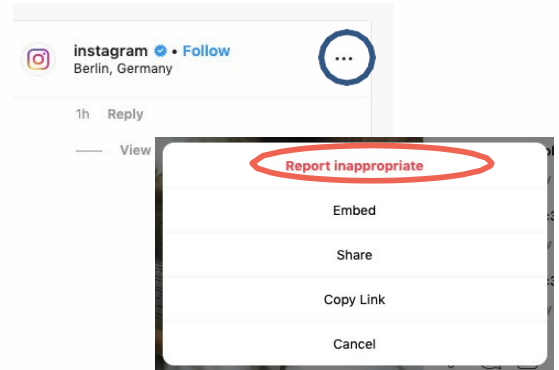 instagram • Follow
Berlin, Germany
...
1h Reply
View
Report inappropriate
Embed
Share
Copy Link
Cancel